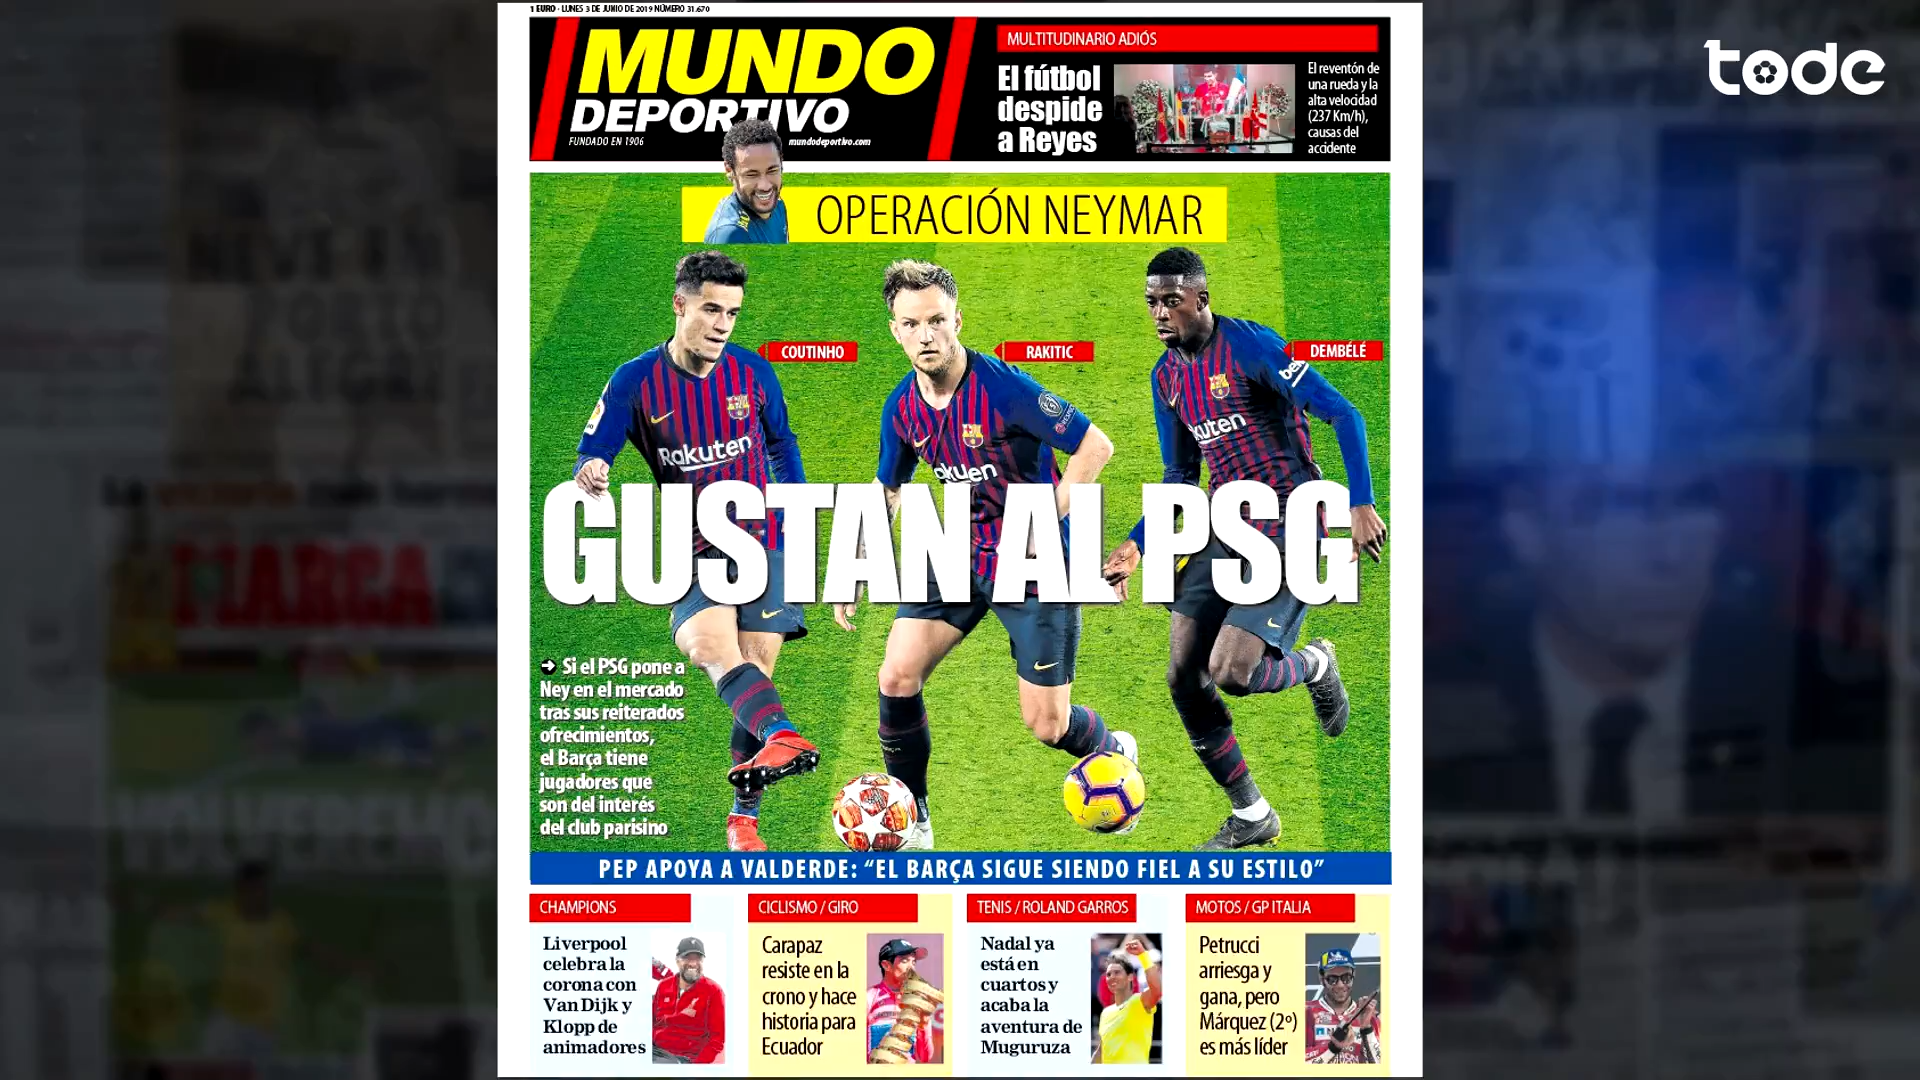 1 EURO · LUNES 3 DE JUNIO DE 2019 NÚMERO 31.670
MUNDO
DEPORTIVO
FUNDADO EN 1906
mundodeportivo.com
MULTITUDINARIO ADIÓS
El fútbol
despide
a Reyes
El reventón de
una rueda y la
alta velocidad
(237 Km/h),
causas del
accidente
tode
OPERACIÓN NEYMAR
COUTINHO
RAKITIC
DEMBÉLÉ
Rakuten
GUSTAN AL PSG
Si el PSG pone a
Ney en el mercado
tras sus reiterados
ofrecimientos,
el Barça tiene
jugadores que
son del interés
del club parisino
PEP APOYA A VALDERDE: “EL BARÇA SIGUE SIENDO FIEL A SU ESTILO”
CHAMPIONS
Liverpool
celebra la
corona con
Van Dijk y
Klopp de
animadores
CICLISMO / GIRO
Carapaz
resiste en la
crono y hace
historia para
Ecuador
TENIS / ROLAND GARROS
Nadal ya
está en
cuartos y
acaba la
aventura de
Muguruza
MOTOS / GP ITALIA
Petrucci
arriesga y
gana, pero
Márquez (2º)
es más líder
MARCA